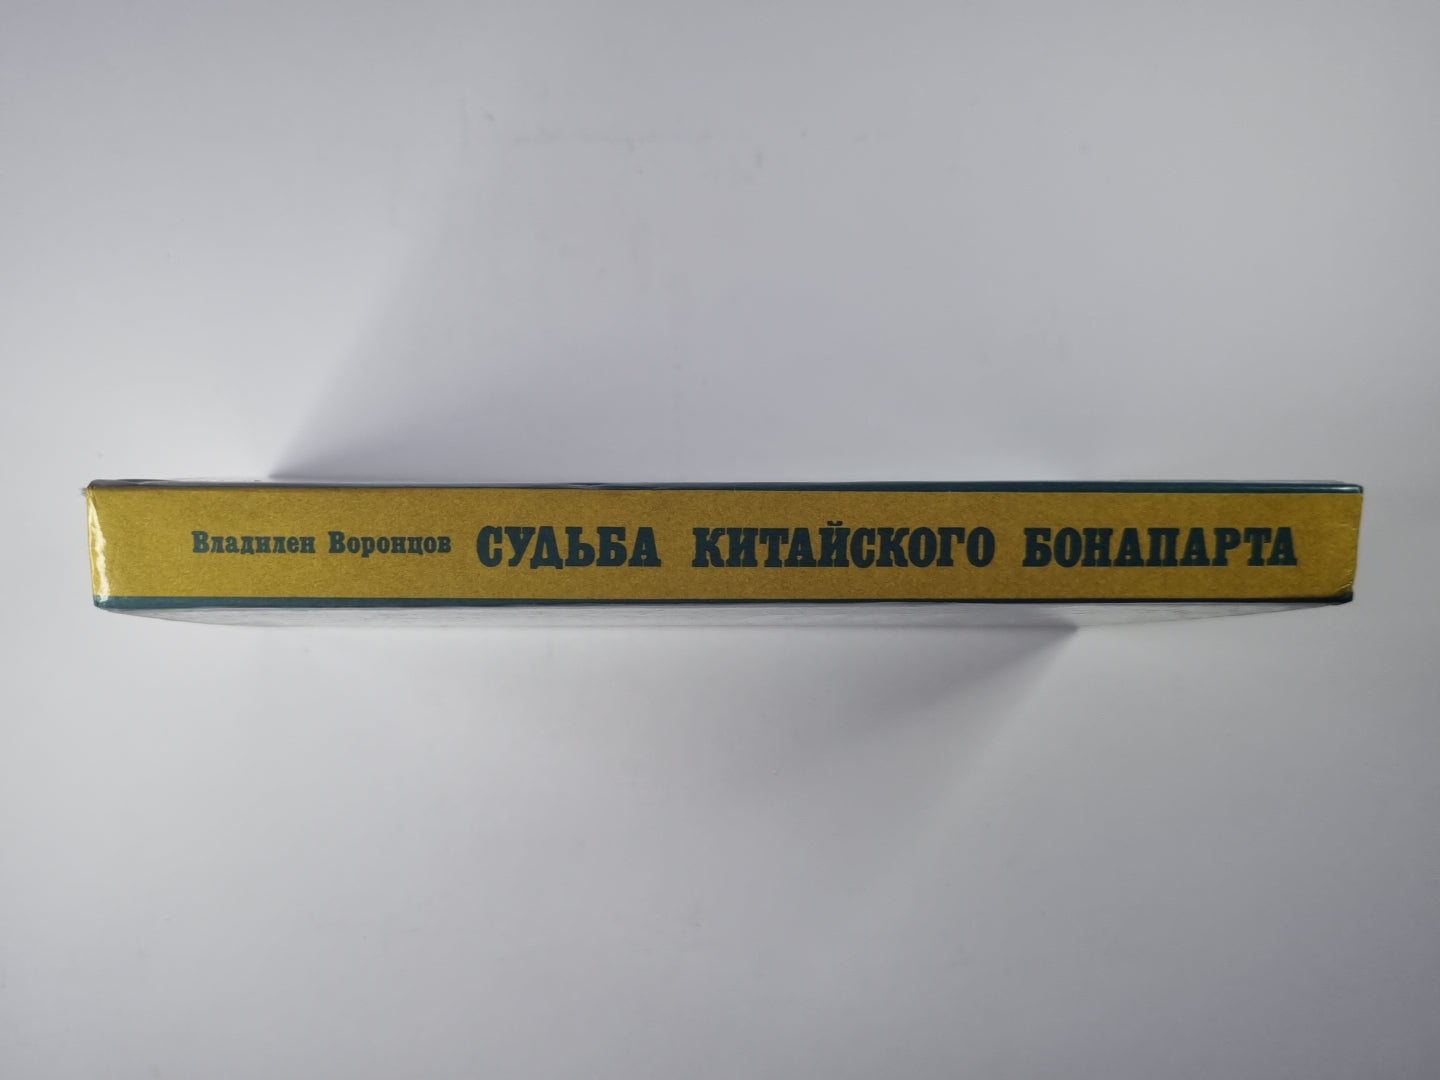 Владилен Воронцов СУДЬБА КИТАЙСКОГО БОНАПАРТА